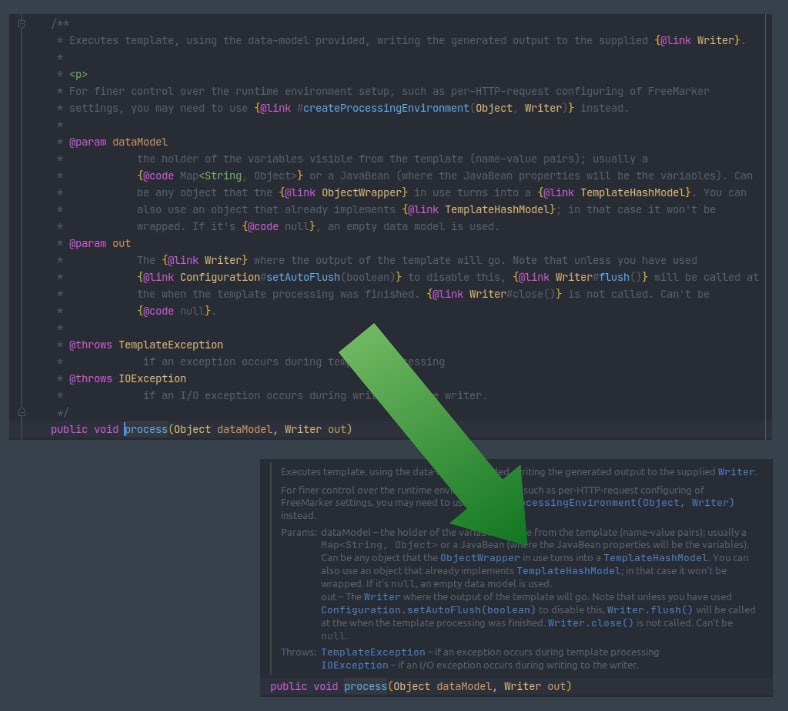 /**
* Executes template, using the data-model provided, writing the generated output to the supplied {@link Writer}.
*
* <p>
* For finer control over the runtime environment setup, such as per-HTTP-request configuring of FreeMarker
* settings, you may need to use {@link #createProcessingEnvironment(Object, Writer)} instead.
*
* @param dataModel
* the holder of the variables visible from the template (name-value pairs); usually a
* {@code Map<String, Object>} or a JavaBean (where the JavaBean properties will be the variables). Can
* be any object that the {@link ObjectWrapper} in use turns into a {@link TemplateHashModel}. You can
* also use an object that already implements {@link TemplateHashModel}; in that case it won't be
* wrapped. If it's {@code null}, an empty data model is used.
* @param out
* The {@link Writer} where the output of the template will go. Note that unless you have used
* {@link Configuration#setAutoFlush(boolean)} to disable this, {@link Writer#flush()} will be called at
* the when the template processing was finished. {@link Writer#close()} is not called. Can't be
* {@code null}.
*
* @throws TemplateException
* if an exception occurs during tem essing
* @throws IOException
* if an I/O exception occurs during writ e writer.
*/
public void process(Object dataModel, Writer out)
Executes template, using the data- ed, writing the generated output to the supplied Writer.
For finer control over the runtime env such as per-HTTP-request configuring of
FreeMarker settings, you may need to us cessingEnvironment(Object, Writer)
instead.
Params: dataModel – the holder of the varia e from the template (name-value pairs); usually a
Map<String, Object> or a JavaBean (where the JavaBean properties will be the variables).
Can be any object that the ObjectWrapper in use turns into a TemplateHashModel. You can
also use an object that already implements TemplateHashModel; in that case it won't be
wrapped. If it's null, an empty data model is used.
out – The Writer where the output of the template will go. Note that unless you have used
Configuration.setAutoFlush(boolean) to disable this, Writer.flush() will be called
at the when the template processing was finished. Writer.close() is not called. Can't be
null.
Throws: TemplateException – if an exception occurs during template processing
IOException – if an I/O exception occurs during writing to the writer.
public void process(Object dataModel, Writer out)